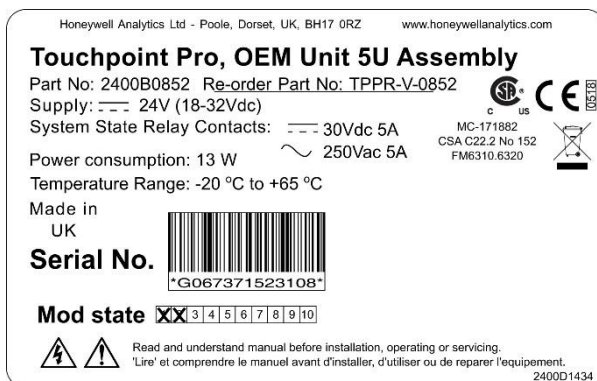 Honeywell Analytics Ltd - Poole, Dorset, UK, BH17 0RZ www.honeywellanalytics.com
Touchpoint Pro, OEM Unit 5U Assembly
Part No: 2400B0852 Re-order Part No: TPPR-V-0852
Supply: 24V (18-32Vdc)
System State Relay Contacts: 30Vdc 5A
250Vac 5A
Power consumption: 13 W
Temperature Range: -20 ºC to +65 ºC
C US
CE 0518
MC-171882
CSA C22.2 No 152
FM6310.6320
Made in
UK
Serial No.
*G067371523108*
Mod state X X 3 4 5 6 7 8 9 10
Read and understand manual before installation, operating or servicing.
'Lire' et comprendre le manuel avant d'installer, d'utiliser ou de reparer l'equipement.
2400D1434